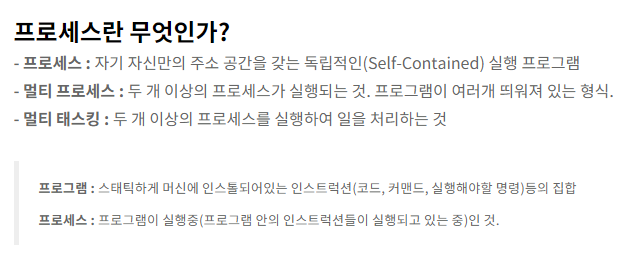 프로세스란 무엇인가?
- 프로세스 : 자기 자신만의 주소 공간을 갖는 독립적인(Self-Contained) 실행 프로그램
- 멀티 프로세스 : 두 개 이상의 프로세스가 실행되는 것. 프로그램이 여러개 띄워져 있는 형식.
- 멀티 태스킹 : 두 개 이상의 프로세스를 실행하여 일을 처리하는 것
프로그램 : 스태틱하게 머신에 인스톨되어있는 인스트럭션(코드, 커맨드, 실행해야할 명령)등의 집합
프로세스 : 프로그램이 실행중(프로그램 안의 인스트럭션들이 실행되고 있는 중)인 것.